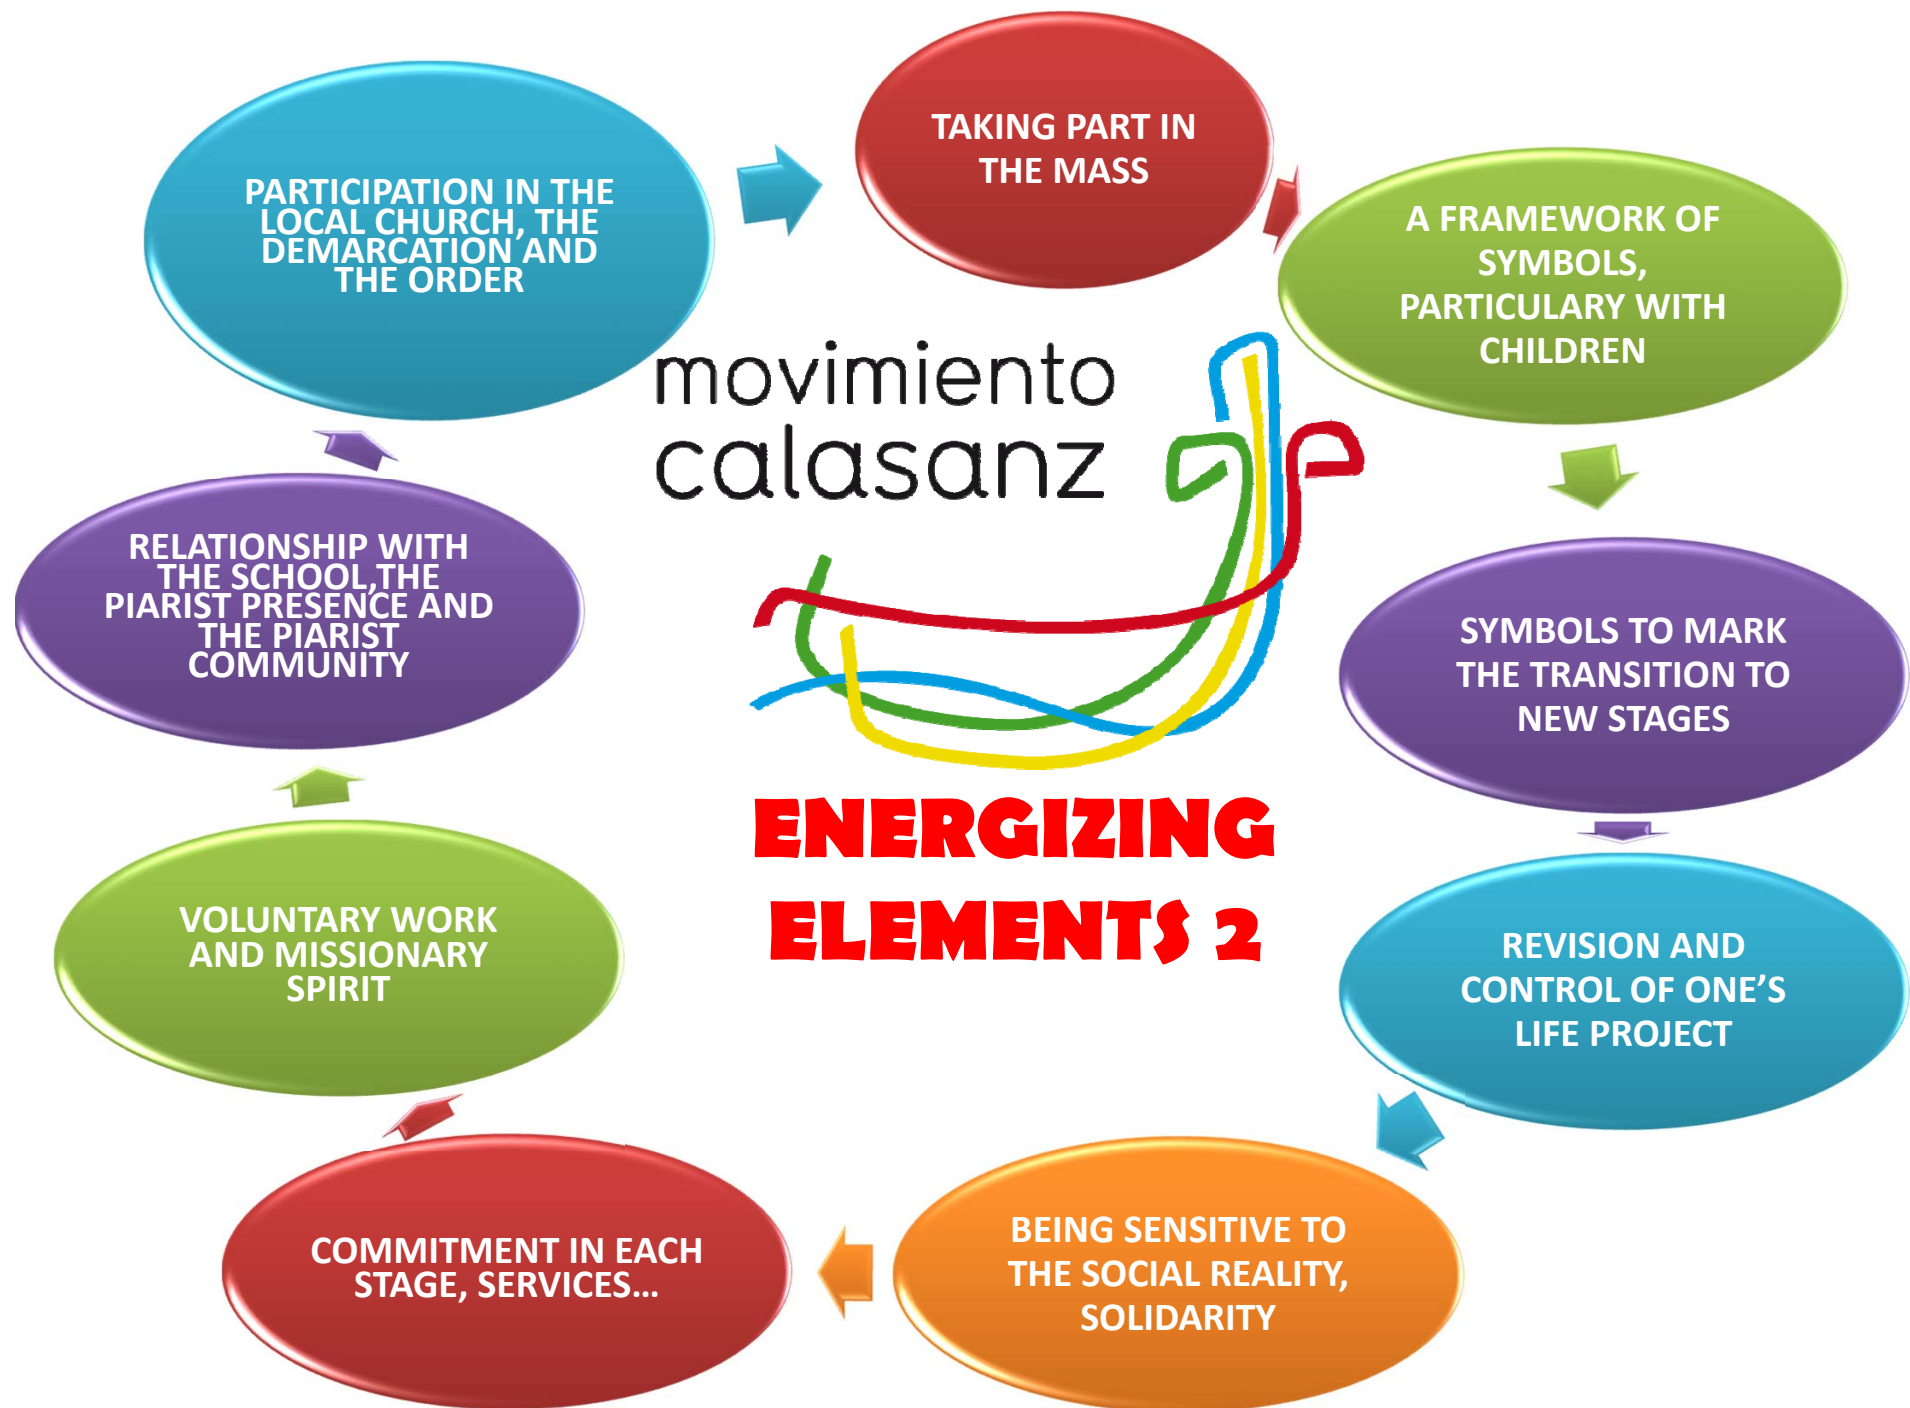 TAKING PART IN
THE MASS
A FRAMEWORK OF
SYMBOLS,
PARTICULARY WITH
CHILDREN
SYMBOLS TO MARK
THE TRANSITION TO
NEW STAGES
REVISION AND
CONTROL OF ONE’S
LIFE PROJECT
BEING SENSITIVE TO
THE SOCIAL REALITY,
SOLIDARITY
COMMITMENT IN EACH
STAGE, SERVICES...
VOLUNTARY WORK
AND MISSIONARY
SPIRIT
RELATIONSHIP WITH
THE SCHOOL,THE
PIARIST PRESENCE AND
THE PIARIST
COMMUNITY
PARTICIPATION IN THE
LOCAL CHURCH, THE
DEMARCATION AND
THE ORDER
movimiento
calasanz
ENERGIZING
ELEMENTS 2